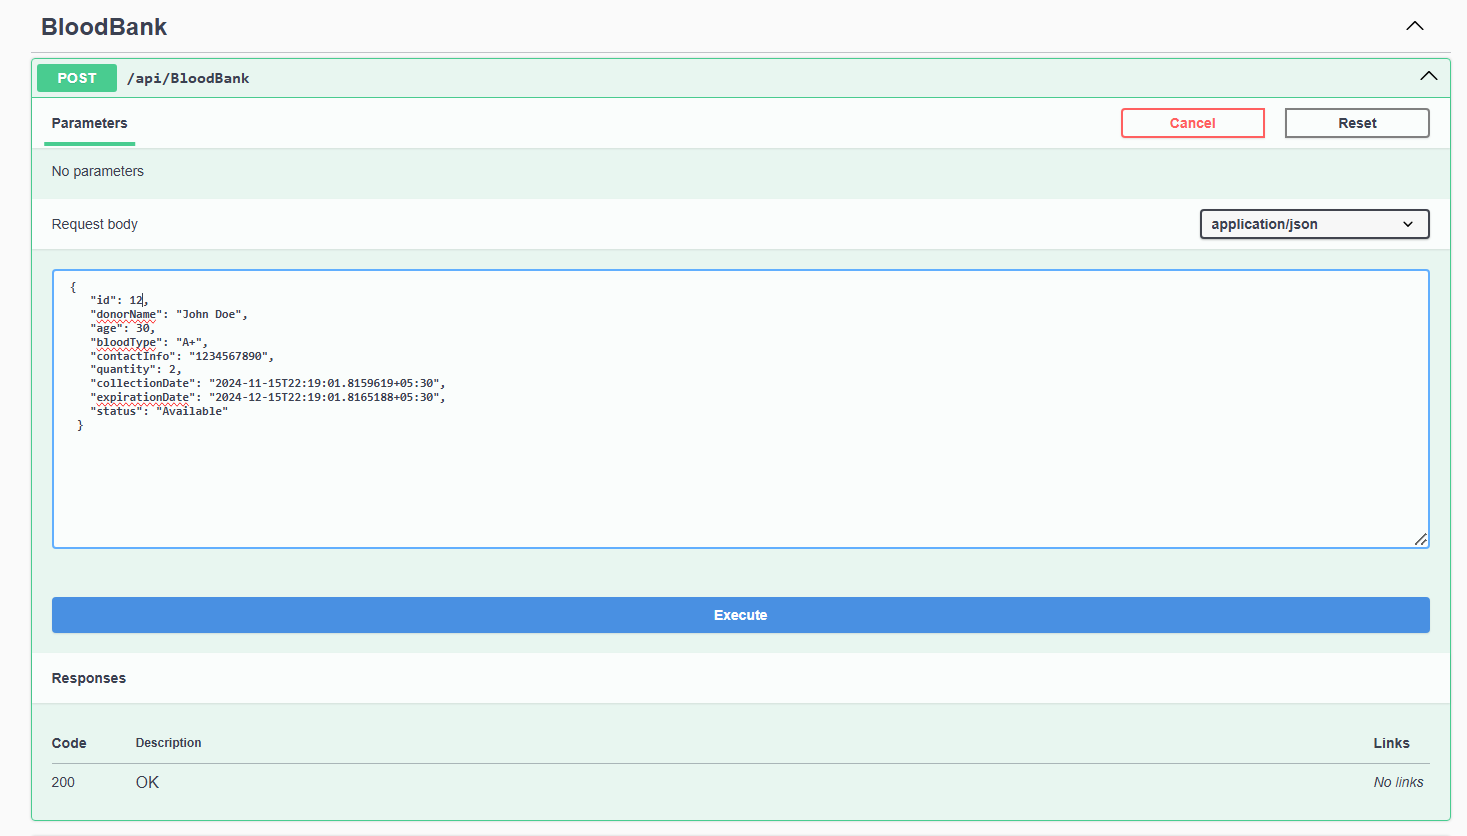 BloodBank
POST /api/BloodBank
Parameters Cancel Reset
No parameters
Request body application/json
{
"id": 12,
"donorName": "John Doe",
"age": 30,
"bloodType": "A+",
"contactInfo": "1234567890",
"quantity": 2,
"collectionDate": "2024-11-15T22:19:01.8159619+05:30",
"expirationDate": "2024-12-15T22:19:01.8165188+05:30",
"status": "Available"
}
Execute
Responses
Code Description Links
200 OK No links